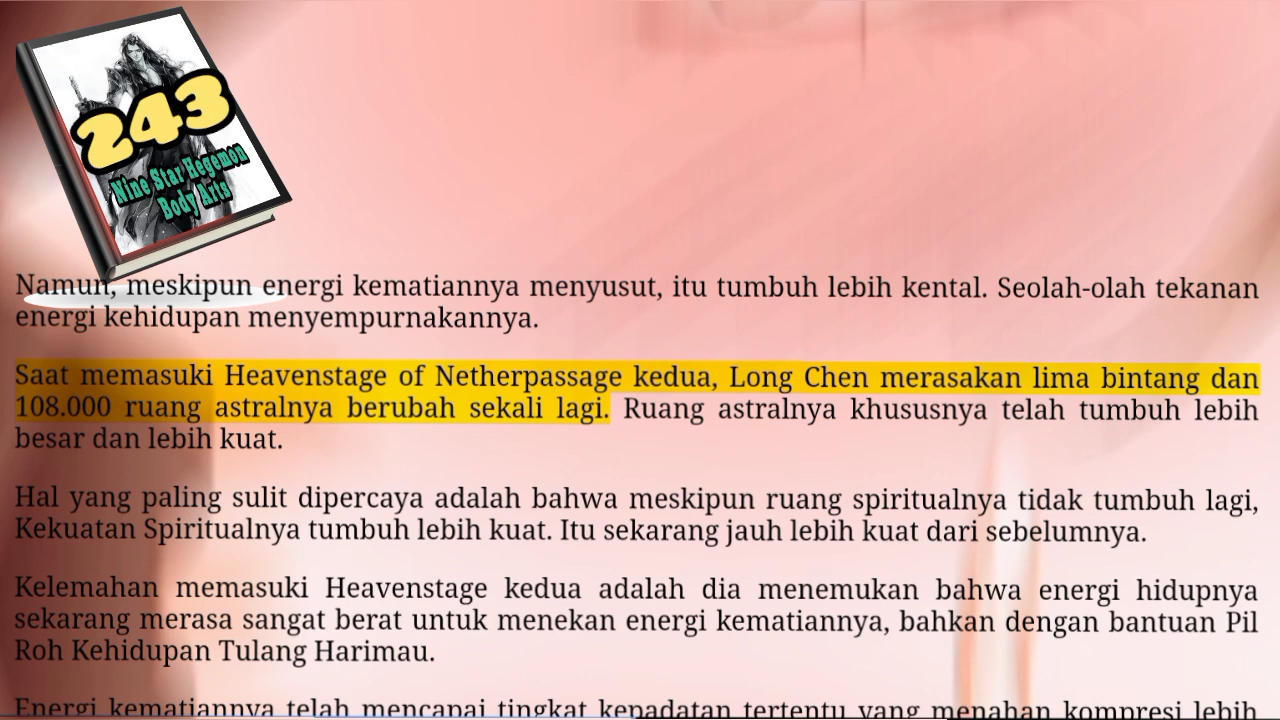 243
Nine Star Hegemon
Body Arts
Namun, meskipun energi kematiannya menyusut, itu tumbuh lebih kental. Seolah-olah tekanan
energi kehidupan menyempurnakannya.
Saat memasuki Heavenstage of Netherpassage kedua, Long Chen merasakan lima bintang dan
108.000 ruang astralnya berubah sekali lagi. Ruang astralnya khususnya telah tumbuh lebih
besar dan lebih kuat.
Hal yang paling sulit dipercaya adalah bahwa meskipun ruang spiritualnya tidak tumbuh lagi,
Kekuatan Spiritualnya tumbuh lebih kuat. Itu sekarang jauh lebih kuat dari sebelumnya.
Kelemahan memasuki Heavenstage kedua adalah dia menemukan bahwa energi hidupnya
sekarang merasa sangat berat untuk menekan energi kematiannya, bahkan dengan bantuan Pil
Roh Kehidupan Tulang Harimau.
Energi kematiannya telah mencapai tingkat kepadatan tertentu yang menahan kompresi lebih